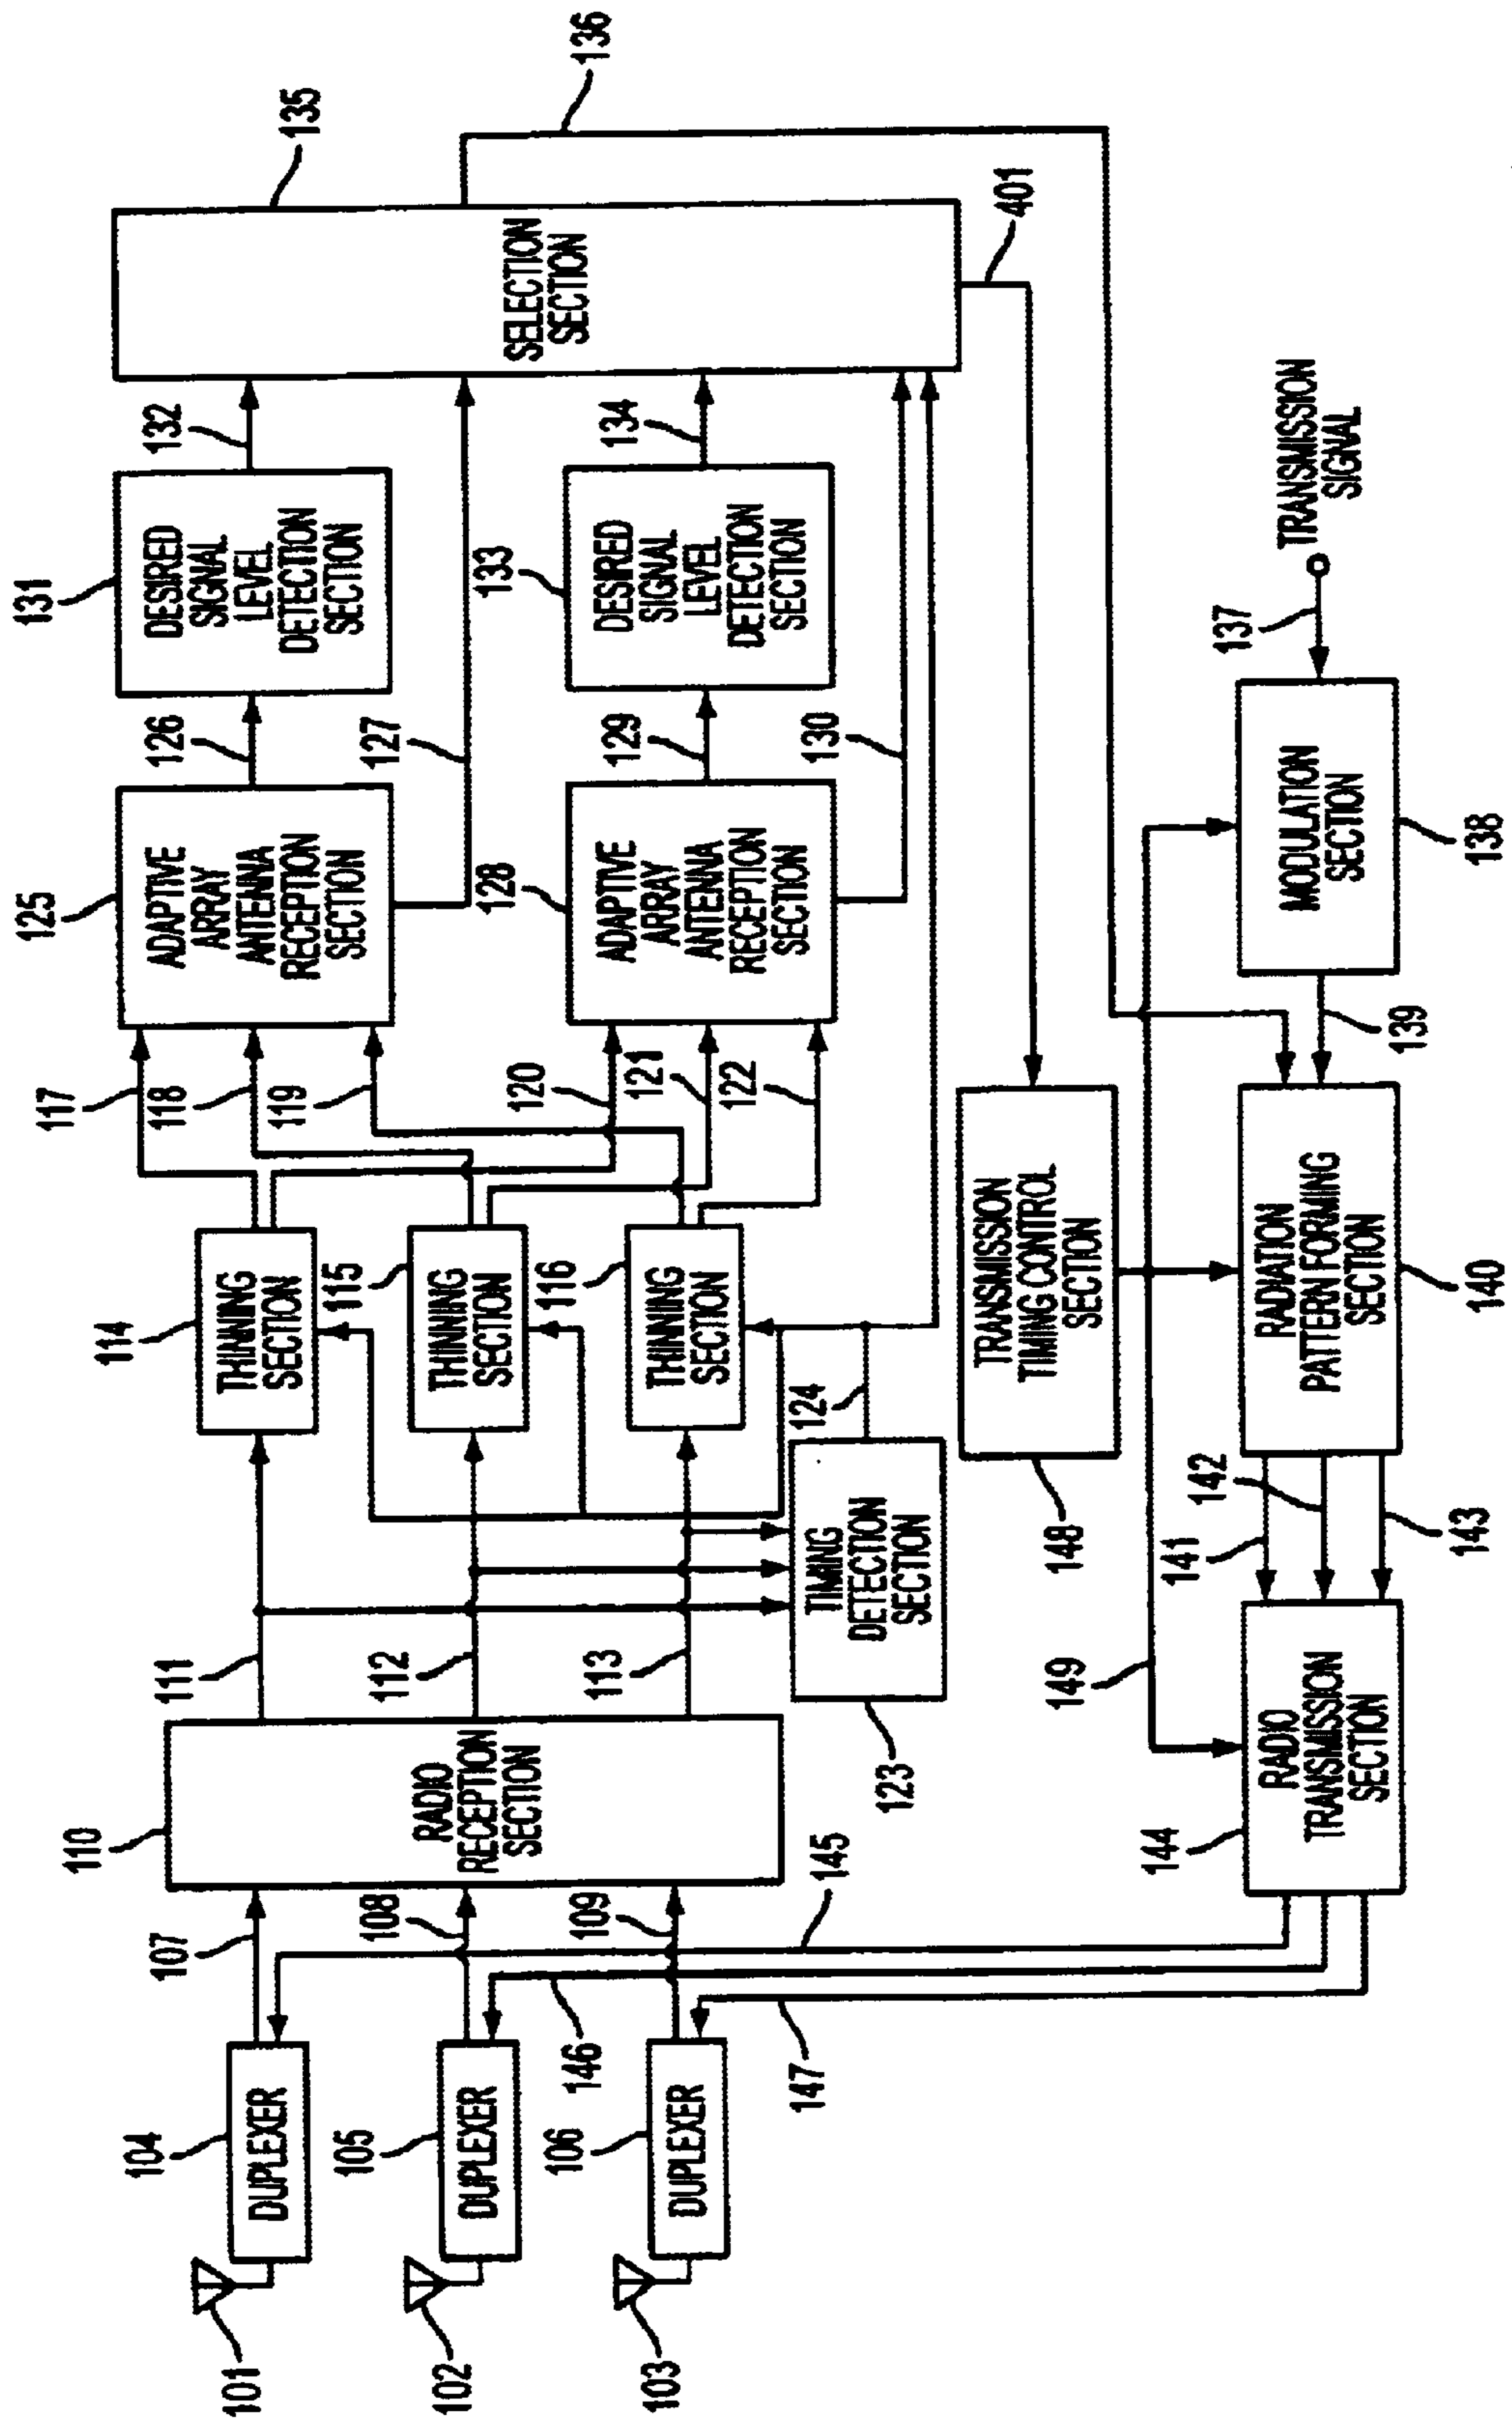 101
102
103
104
DUPLEXER
105
DUPLEXER
106
DUPLEXER
107
108
109
145
146
147
110
RADIO
RECEPTION
SECTION
111
112
113
114
THINNING
SECTION
115
THINNING
SECTION
116
THINNING
SECTION
123
TIMING
DETECTION
SECTION
124
117
118
119
120
121
122
125
ADAPTIVE
ARRAY
ANTENNA
RECEPTION
SECTION
128
ADAPTIVE
ARRAY
ANTENNA
RECEPTION
SECTION
126
127
129
130
131
DESIRED
SIGNAL
LEVEL
DETECTION
SECTION
133
DESIRED
SIGNAL
LEVEL
DETECTION
SECTION
132
134
SELECTION
SECTION
135
136
401
TRANSMISSION
TIMING CONTROL
SECTION
148
149
144
RADIO
TRANSMISSION
SECTION
141
142
143
RADIATION
PATTERN FORMING
SECTION
140
139
MODULATION
SECTION
138
137
TRANSMISSION
SIGNAL